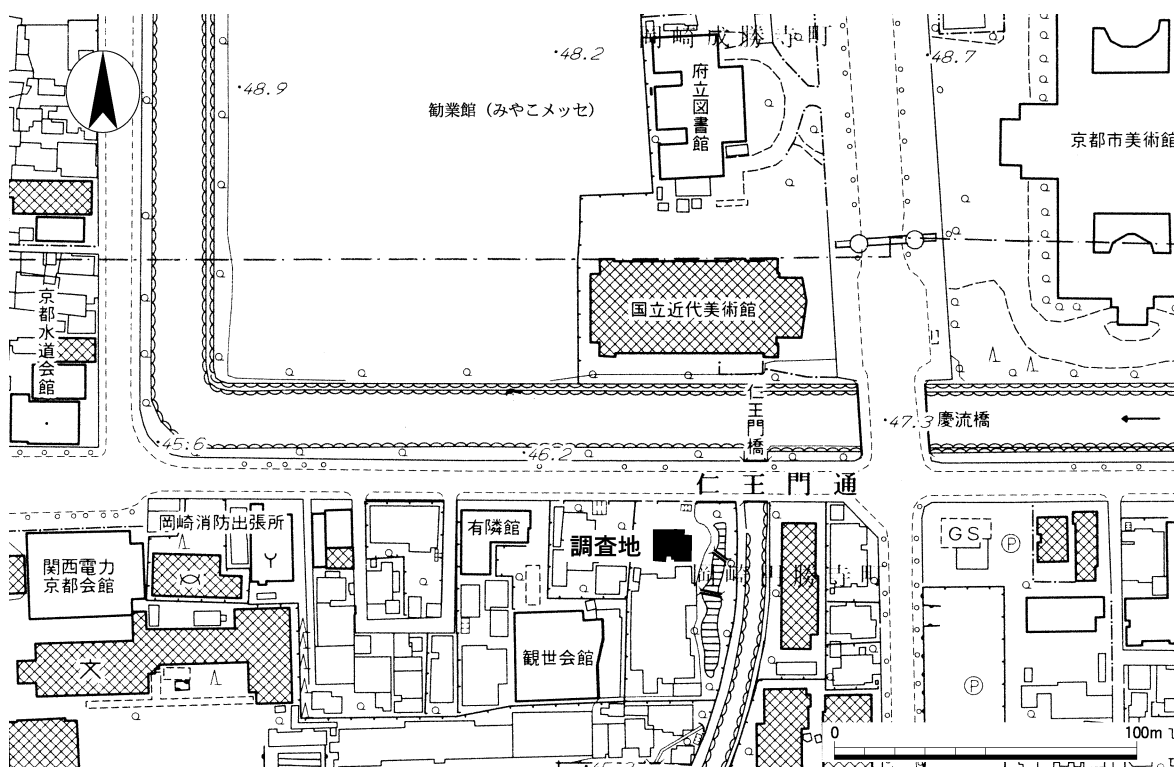 岡崎成勝寺町
・48.2
・48.7
・48.9
勧業館（みやこメッセ）
府立図書館
京都市美術館
国立近代美術館
京都水道会館
仁王門橋
・47.3
慶流橋
・45.6
・46.2
仁王門通
岡崎消防出張所
有隣館
調査地
GS
P
関西電力
京都会館
文
観世会館
P
0
100m